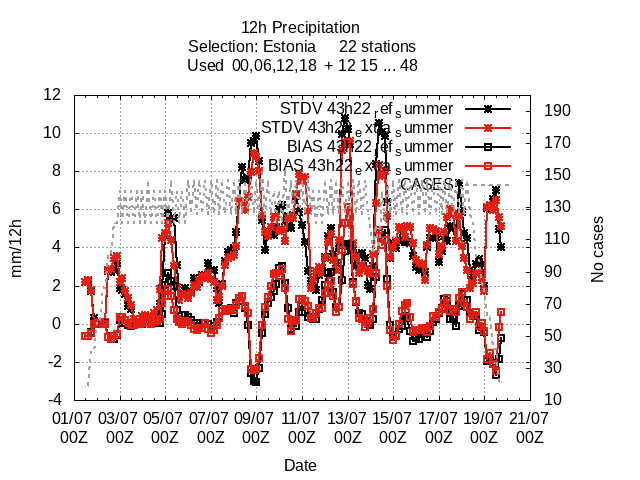 12h Precipitation
Selection: Estonia 22 stations
Used 00,06,12,18 + 12 15 ... 48
STDV 43h22refsummer
STDV 43h22extrassummer
BIAS 43h22refsummer
BIAS 43h22extrassummer
CASES
12
10
8
6
4
2
0
-2
-4
190
170
150
130
110
90
70
50
30
10
mm/12h
No cases
01/07 03/07 05/07 07/07 09/07 11/07 13/07 15/07 17/07 19/07 21/07
00Z 00Z 00Z 00Z 00Z 00Z 00Z 00Z 00Z 00Z 00Z
Date